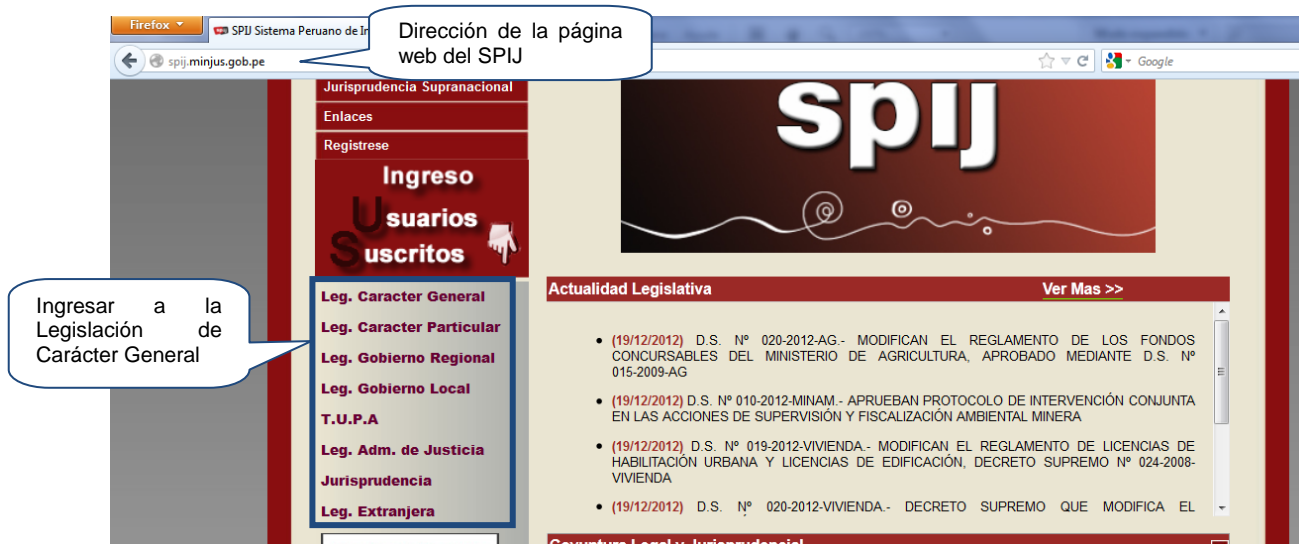 Firefox
SPIJ Sistema Peruano de In
Dirección de la página
web del SPIJ
spij.minjus.gob.pe
Google
Jurisprudencia Supranacional
Enlaces
Registrese
Ingreso
Usuarios
Suscritos
spij
Ingresar a la
Legislación de
Carácter General
Leg. Caracter General
Leg. Caracter Particular
Leg. Gobierno Regional
Leg. Gobierno Local
T.U.P.A
Leg. Adm. de Justicia
Jurisprudencia
Leg. Extranjera
Actualidad Legislativa
Ver Mas >>
• (19/12/2012) D.S. Nº 020-2012-AG.- MODIFICAN EL REGLAMENTO DE LOS FONDOS
CONCURSABLES DEL MINISTERIO DE AGRICULTURA, APROBADO MEDIANTE D.S. Nº
015-2009-AG
• (19/12/2012) D.S. Nº 010-2012-MINAM.- APRUEBAN PROTOCOLO DE INTERVENCIÓN CONJUNTA
EN LAS ACCIONES DE SUPERVISIÓN Y FISCALIZACIÓN AMBIENTAL MINERA
• (19/12/2012) D.S. Nº 019-2012-VIVIENDA.- MODIFICAN EL REGLAMENTO DE LICENCIAS DE
HABILITACIÓN URBANA Y LICENCIAS DE EDIFICACIÓN, DECRETO SUPREMO Nº 024-2008-
VIVIENDA
• (19/12/2012) D.S. Nº 020-2012-VIVIENDA.- DECRETO SUPREMO QUE MODIFICA EL
Coyuntura Legal y Jurisprudencial